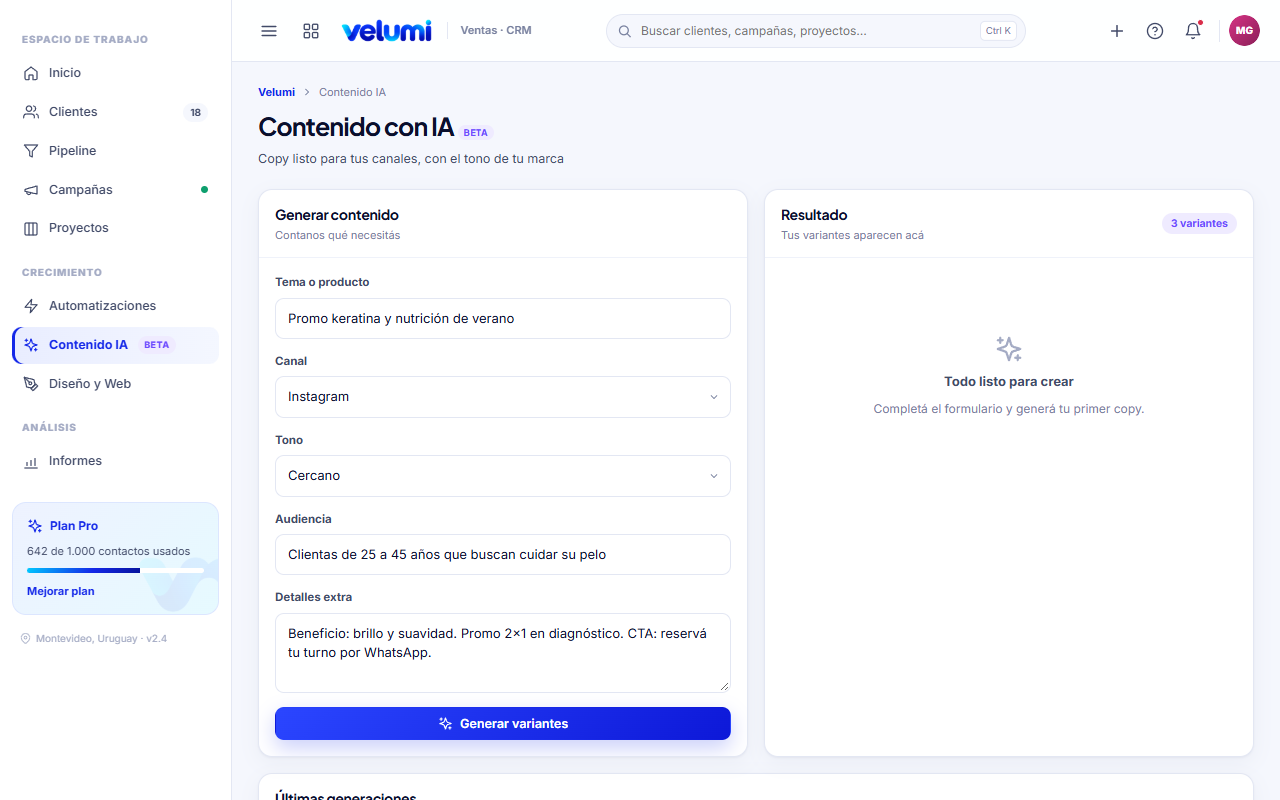 ESPACIO DE TRABAJO
Inicio
Clientes 18
Pipeline
Campañas
Proyectos
CRECIMIENTO
Automatizaciones
Contenido IA BETA
Diseño y Web
ANÁLISIS
Informes
Plan Pro
642 de 1.000 contactos usados
Mejorar plan
Montevideo, Uruguay · v2.4
velumi Ventas · CRM Buscar clientes, campañas, proyectos... Ctrl K MG
Velumi > Contenido IA
Contenido con IA BETA
Copy listo para tus canales, con el tono de tu marca
Generar contenido
Contanos qué necesitás
Tema o producto
Promo keratina y nutrición de verano
Canal
Instagram
Tono
Cercano
Audiencia
Clientas de 25 a 45 años que buscan cuidar su pelo
Detalles extra
Beneficio: brillo y suavidad. Promo 2×1 en diagnóstico. CTA: reservá
tu turno por WhatsApp.
Generar variantes
Resultado
Tus variantes aparecen acá
3 variantes
Todo listo para crear
Completá el formulario y generá tu primer copy.
Últimas generaciones